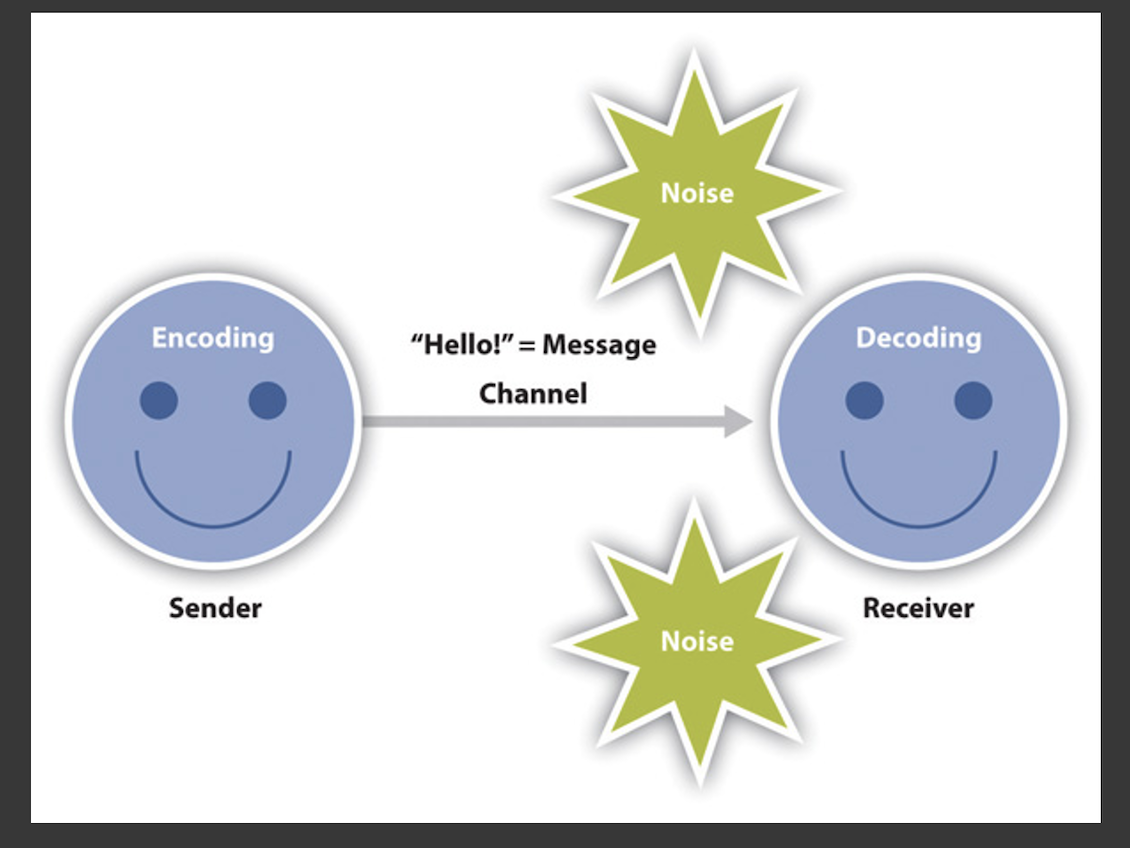 Noise
Encoding
“Hello!” = Message
Channel
Decoding
Sender
Receiver
Noise